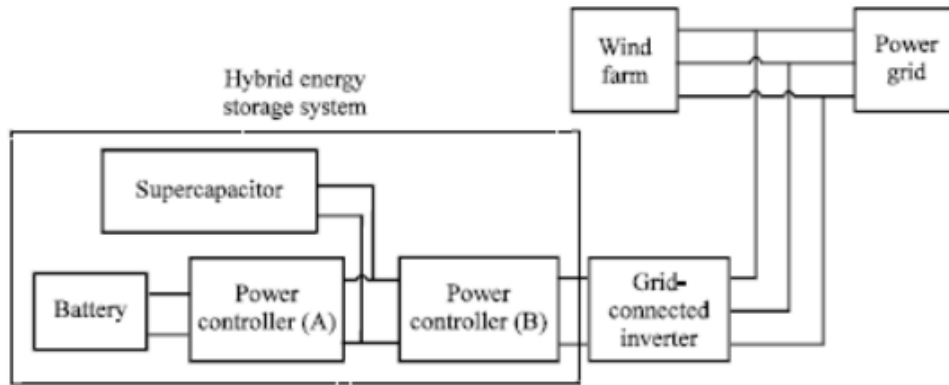 Wind
farm
Power
grid
Hybrid energy
storage system
Supercapacitor
Battery
Power
controller (A)
Power
controller (B)
Grid-
connected
inverter